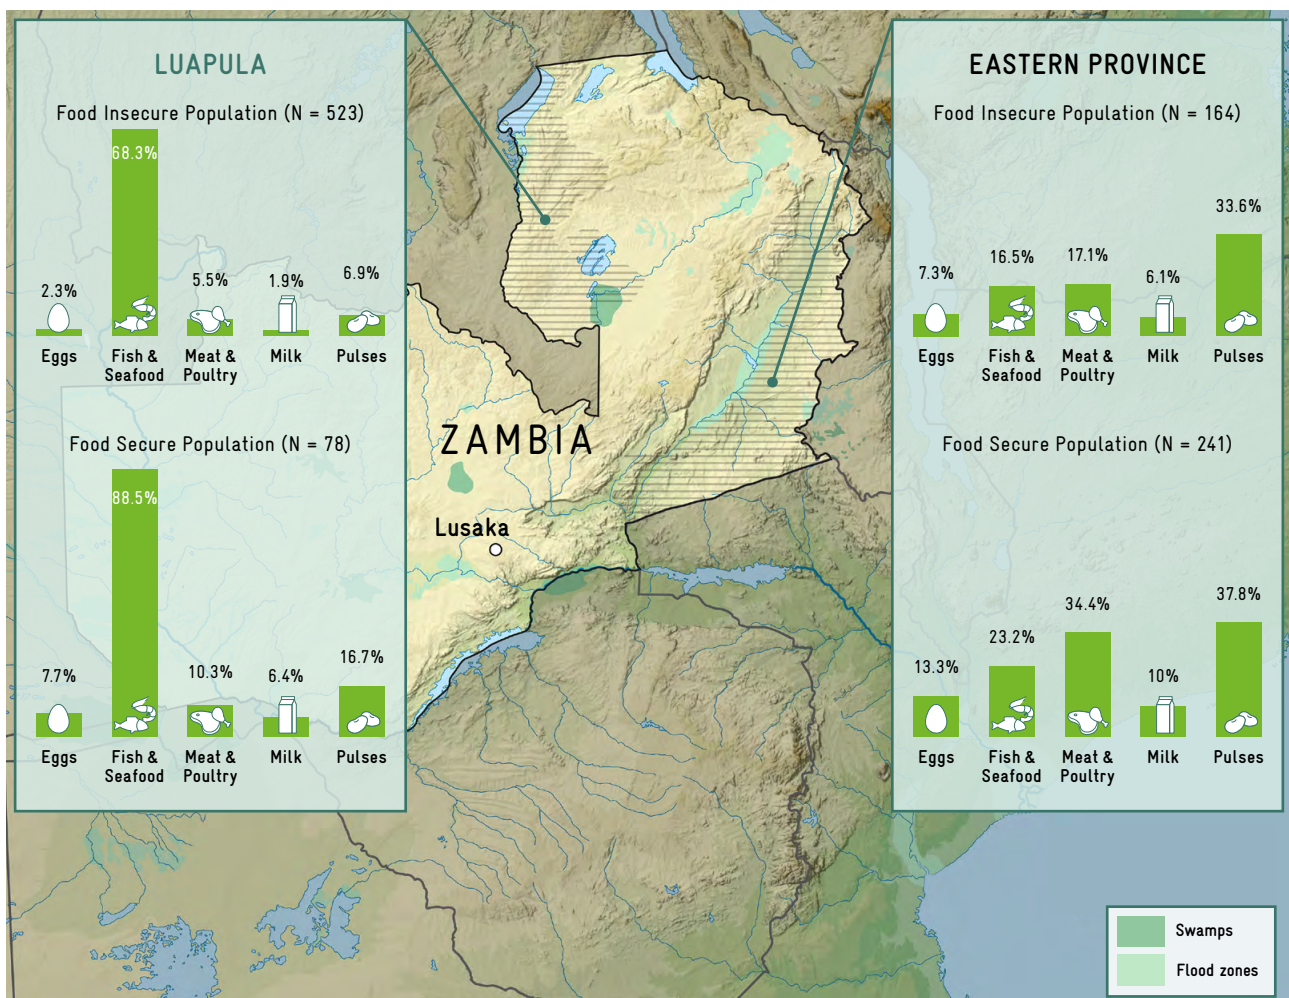 LUAPULA
Food Insecure Population (N = 523)
68.3%
2.3%
5.5%
1.9%
6.9%
Eggs
Fish &
Seafood
Meat &
Poultry
Milk
Pulses
Food Secure Population (N = 78)
88.5%
7.7%
10.3%
6.4%
16.7%
Eggs
Fish &
Seafood
Meat &
Poultry
Milk
Pulses
ZAMBIA
Lusaka
EASTERN PROVINCE
Food Insecure Population (N = 164)
7.3%
16.5%
17.1%
6.1%
33.6%
Eggs
Fish &
Seafood
Meat &
Poultry
Milk
Pulses
Food Secure Population (N = 241)
13.3%
23.2%
34.4%
10%
37.8%
Eggs
Fish &
Seafood
Meat &
Poultry
Milk
Pulses
Swamps
Flood zones